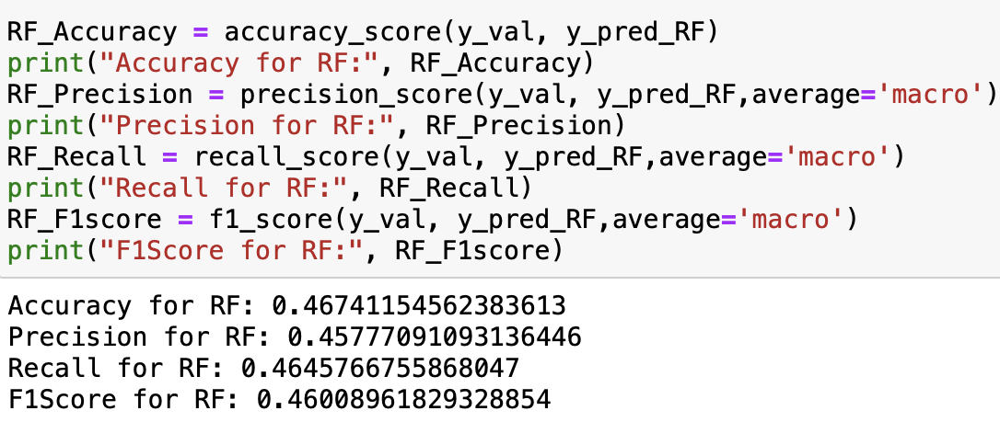 RF_Accuracy = accuracy_score(y_val, y_pred_RF)
print("Accuracy for RF:", RF_Accuracy)
RF_Precision = precision_score(y_val, y_pred_RF,average='macro')
print("Precision for RF:", RF_Precision)
RF_Recall = recall_score(y_val, y_pred_RF,average='macro')
print("Recall for RF:", RF_Recall)
RF_F1score = f1_score(y_val, y_pred_RF,average='macro')
print("F1Score for RF:", RF_F1score)
Accuracy for RF: 0.46741154562383613
Precision for RF: 0.45777091093136446
Recall for RF: 0.4645766755868047
F1Score for RF: 0.46008961829328854